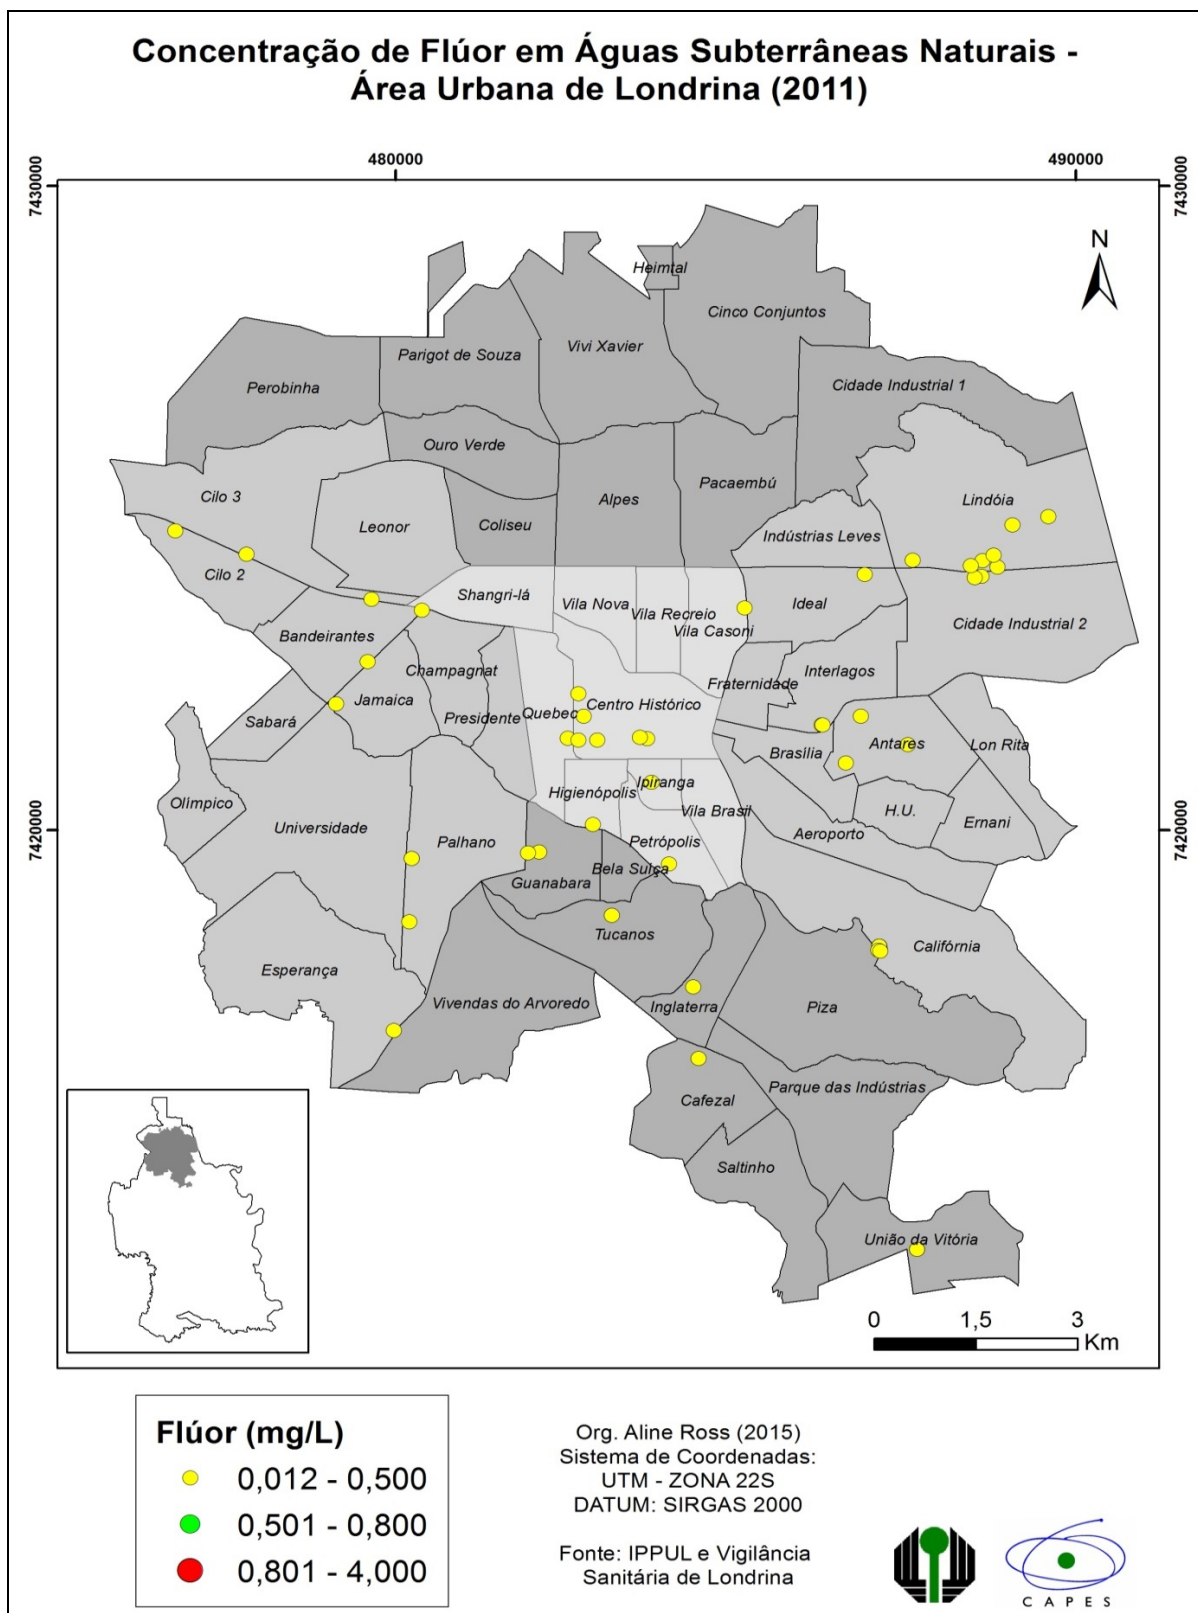 Concentração de Flúor em Águas Subterrâneas Naturais -
Área Urbana de Londrina (2011)
480000
490000
7430000
7430000
N
Heimtal
Cinco Conjuntos
Vivi Xavier
Parigot de Souza
Perobinha
Cidade Industrial 1
Ouro Verde
Pacaembú
Cilo 3
Alpes
Lindóia
Leonor
Coliseu
Indústrias Leves
Cilo 2
Shangri-lá
Vila Nova
Vila Recreio
Ideal
Vila Casoni
Cidade Industrial 2
Bandeirantes
Champagnat
Interlagos
Fraternidade
Jamaica
Centro Histórico
Quebec
Presidente
Sabará
Antares
Lon Rita
Brasília
Ipiranga
Olímpico
Higienópolis
Vila Brasil
H.U.
Ernani
Universidade
Aeroporto
Palhano
Petrópolis
7420000
7420000
Bela Suíça
Guanabara
Tucanos
Califórnia
Esperança
Vivendas do Arvoredo
Inglaterra
Piza
Parque das Indústrias
Cafezal
Saltinho
União da Vitória
0
1,5
3
Km
Flúor (mg/L)
0,012 - 0,500
0,501 - 0,800
0,801 - 4,000
Org. Aline Ross (2015)
Sistema de Coordenadas:
UTM - ZONA 22S
DATUM: SIRGAS 2000
Fonte: IPPUL e Vigilância
Sanitária de Londrina
CAPES